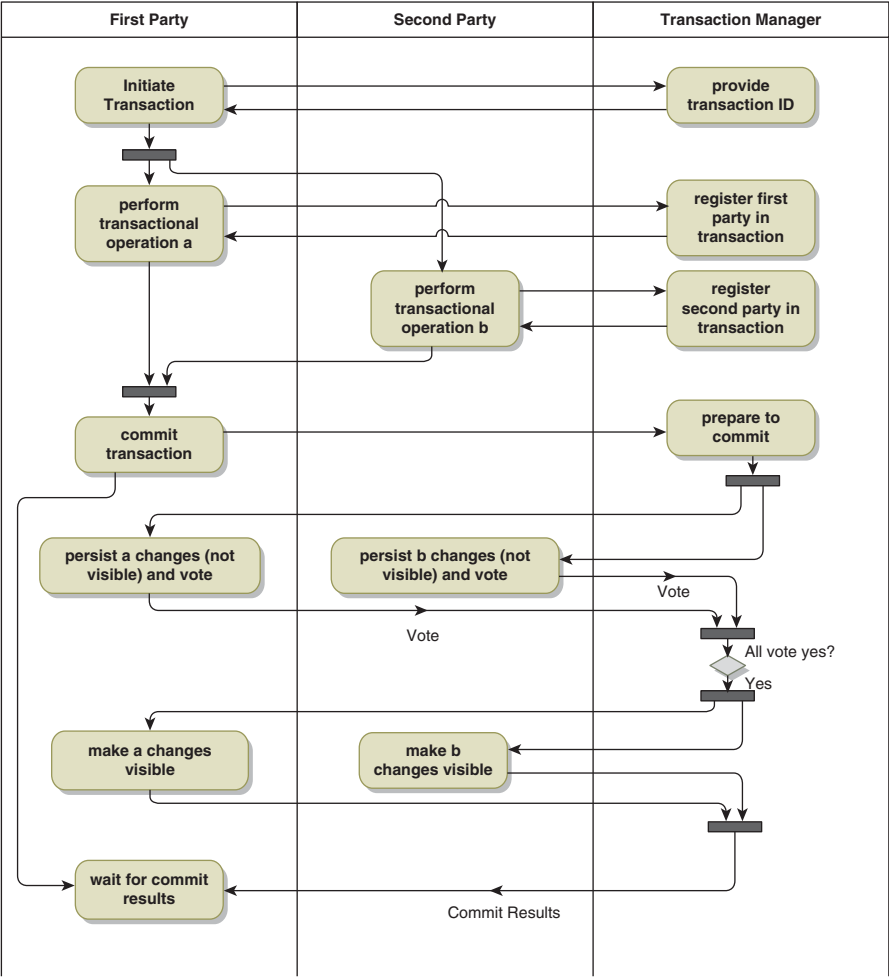 First Party
Second Party
Transaction Manager
Initiate
Transaction
provide
transaction ID
perform
transactional
operation a
register first
party in
transaction
perform
transactional
operation b
register
second party in
transaction
commit
transaction
prepare to
commit
persist a changes (not
visible) and vote
persist b changes (not
visible) and vote
Vote
Vote
All vote yes?
Yes
make a changes
visible
make b
changes visible
wait for commit
results
Commit Results